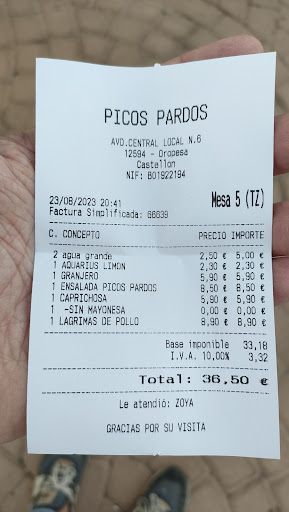 PICOS PARDOS
AVD.CENTRAL LOCAL N.6
12594 - Oropesa
Castellon
NIF: B01922194
23/08/2023 20:41 Mesa 5 (TZ)
Factura Simplificada: 66639
C. CONCEPTO PRECIO IMPORTE
2 agua grande 2,50 € 5,00 €
1 AQUARIUS LIMON 2,30 € 2,30 €
1 GRANJERO 5,90 € 5,90 €
1 ENSALADA PICOS PARDOS 8,50 € 8,50 €
1 CAPRICHOSA 5,90 € 5,90 €
1 -SIN MAYONESA 0,00 € 0,00 €
1 LAGRIMAS DE POLLO 8,90 € 8,90 €
Base imponible 33,18
I.V.A. 10,00% 3,32
Total: 36,50 €
Le atendió: ZOYA
GRACIAS POR SU VISITA